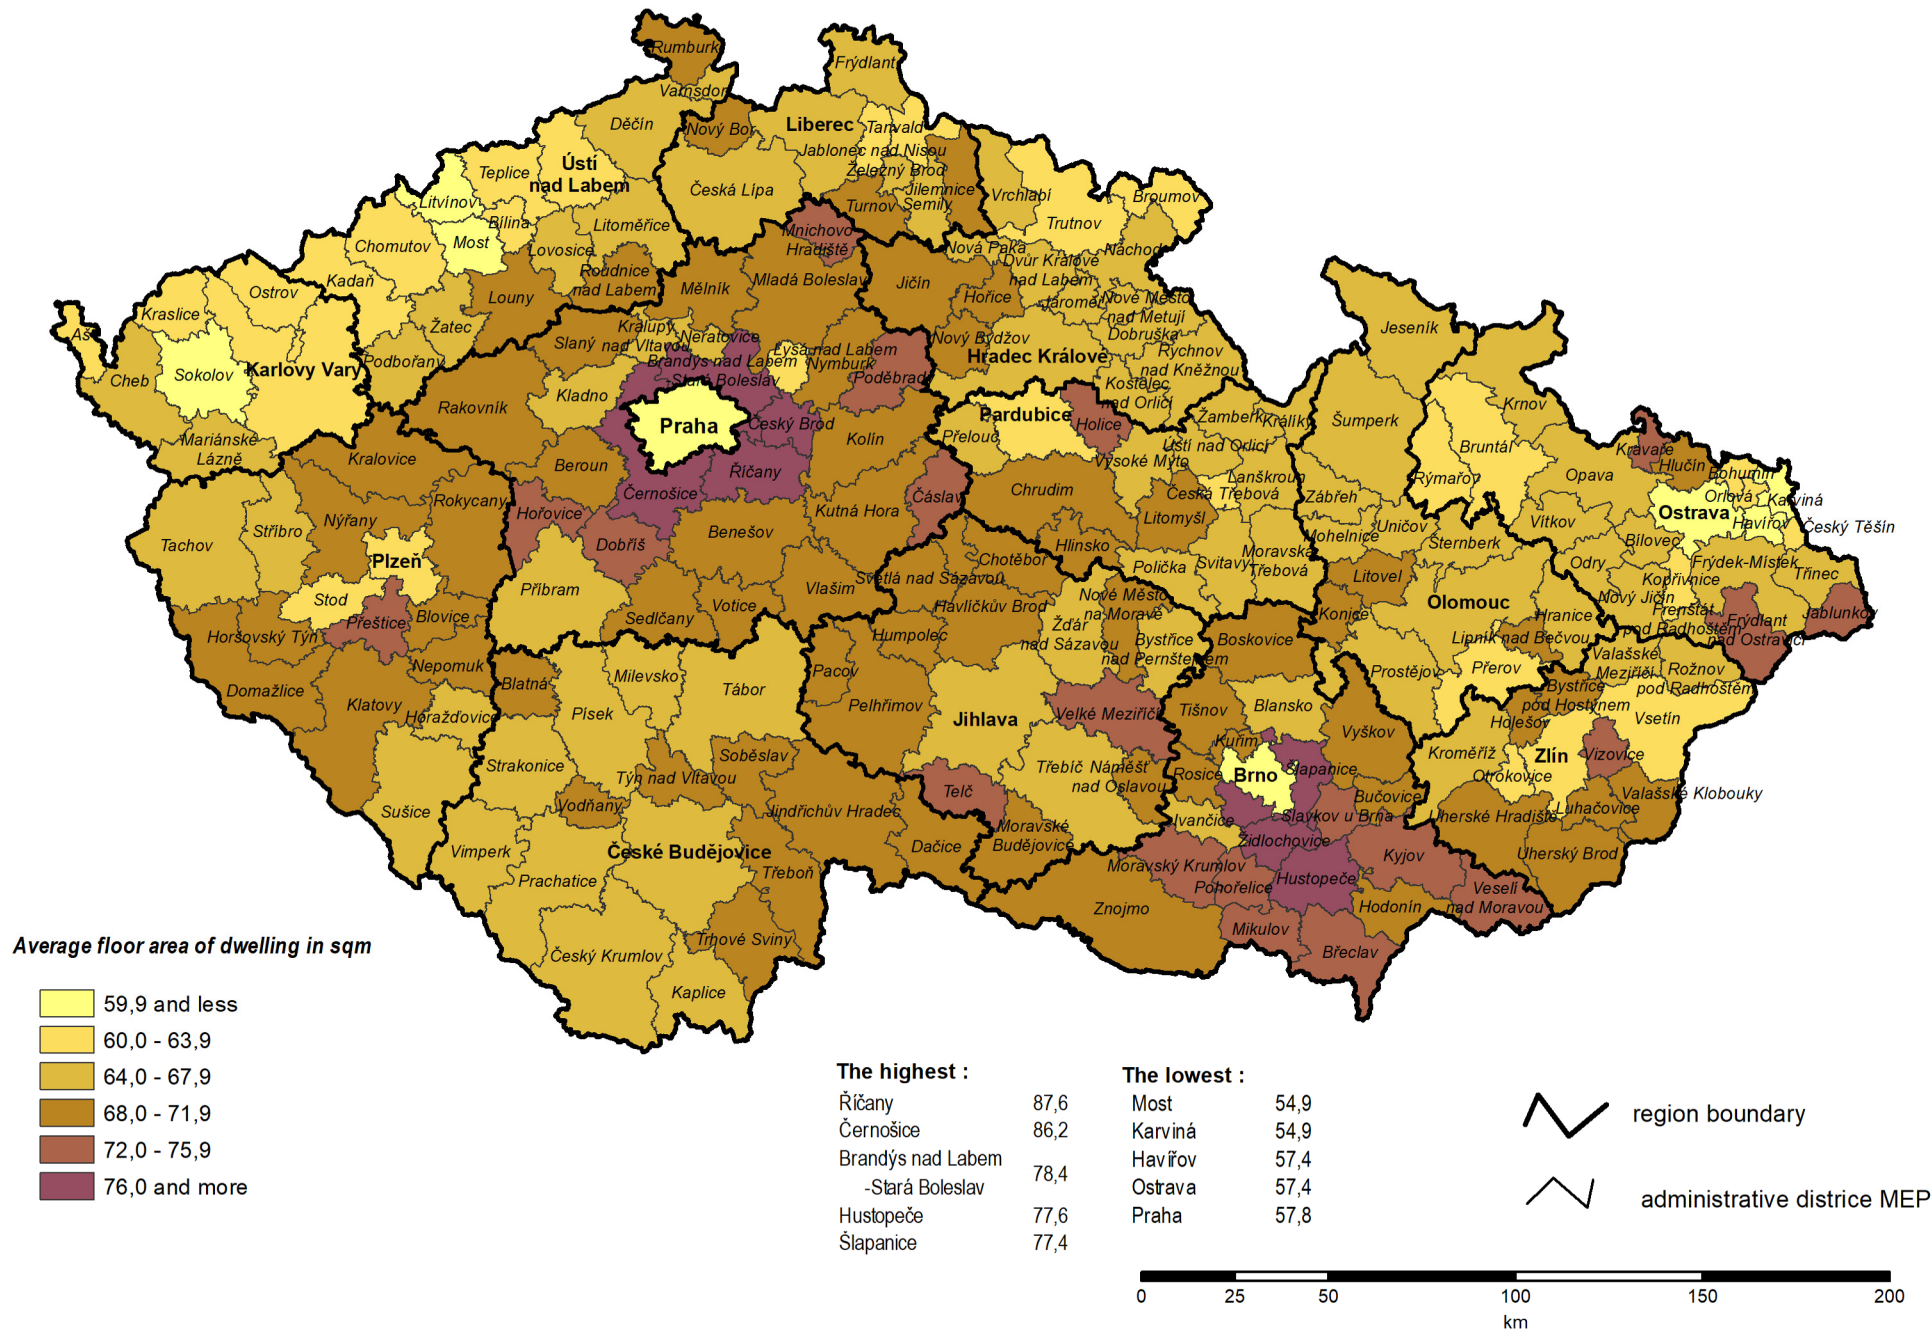 Rumburk
Varnsdorf
Frýdlant
Děčín
Nový Bor
Liberec
Tanvald
Jablonec nad Nisou
Železný Brod
Jilemnice
Semily
Turnov
Česká Lípa
Teplice
Ústí
nad Labem
Litvínov
Bílina
Most
Chomutov
Lovosice
Litoměřice
Roudnice
nad Labem
Kadaň
Louny
Žatec
Podbořany
Vrchlabí
Trutnov
Broumov
Náchod
Nová Paka
Dvůr Králové
nad Labem
Jaroměř
Nové Město
nad Metují
Dobruška
Rychnov
nad Kněžnou
Kostelec
nad Orlicí
Jičín
Hořice
Nový Bydžov
Hradec Králové
Mnichovo
Hradiště
Mladá Boleslav
Mělník
Slaný
Kralupy
nad Vltavou
Neratovice
Brandýs nad Labem
-Stará Boleslav
Lysá nad Labem
Nymburk
Poděbrady
Kraslice
Ostrov
Aš
Cheb
Sokolov
Karlovy Vary
Mariánské
Lázně
Rakovník
Kladno
Praha
Český Brod
Kolín
Beroun
Říčany
Černošice
Kutná Hora
Čáslav
Hořovice
Dobříš
Benešov
Příbram
Sedlčany
Votice
Vlašim
Kralovice
Rokycany
Nýřany
Plzeň
Stříbro
Tachov
Stod
Přeštice
Blovice
Horšovský Týn
Nepomuk
Domažlice
Klatovy
Horažďovice
Sušice
Pardubice
Přelouč
Holice
Vysoké Mýto
Chrudim
Hlinsko
Litomyšl
Polička
Svitavy
Moravská
Třebová
Česká Třebová
Lanškroun
Ústí nad Orlicí
Žamberk
Králíky
Jeseník
Šumperk
Zábřeh
Mohelnice
Uničov
Šternberk
Litovel
Konice
Olomouc
Prostějov
Přerov
Lipník nad Bečvou
Hranice
Bruntál
Rýmařov
Krnov
Opava
Kravaře
Hlučín
Bohumín
Orlová
Karviná
Ostrava
Havířov
Český Těšín
Vítkov
Bílovec
Odry
Kopřivnice
Nový Jičín
Frýdek-Místek
Třinec
Frenštát
pod Radhoštěm
Frýdlant
nad Ostravicí
Jablunkov
Blatná
Milevsko
Tábor
Písek
Strakonice
Soběslav
Týn nad Vltavou
Vodňany
Jindřichův Hradec
Dačice
Vimperk
Prachatice
České Budějovice
Třeboň
Trhové Sviny
Český Krumlov
Kaplice
Světlá nad Sázavou
Chotěboř
Havlíčkův Brod
Humpolec
Pacov
Pelhřimov
Jihlava
Žďár
nad Sázavou
Nové Město
na Moravě
Bystřice
nad Pernštejnem
Velké Meziříčí
Telč
Třebíč
Náměšť
nad Oslavou
Moravské
Budějovice
Boskovice
Blansko
Tišnov
Kuřim
Vyškov
Rosice
Brno
Šlapanice
Bučovice
Slavkov u Brna
Ivančice
Židlochovice
Moravský Krumlov
Pohořelice
Hustopeče
Kyjov
Znojmo
Mikulov
Břeclav
Hodonín
Veselí
nad Moravou
Valašské
Meziříčí
Rožnov
pod Radhoštěm
Bystřice
pod Hostýnem
Holešov
Vsetín
Kroměříž
Zlín
Vizovice
Otrokovice
Luhačovice
Valašské Klobouky
Uherské Hradiště
Uherský Brod
Average floor area of dwelling in sqm
59,9 and less
60,0 - 63,9
64,0 - 67,9
68,0 - 71,9
72,0 - 75,9
76,0 and more
The highest :
Říčany 87,6
Černošice 86,2
Brandýs nad Labem
-Stará Boleslav 78,4
Hustopeče 77,6
Šlapanice 77,4
The lowest :
Most 54,9
Karviná 54,9
Havířov 57,4
Ostrava 57,4
Praha 57,8
region boundary
administrative districe MEP
0 25 50 100 150 200
km